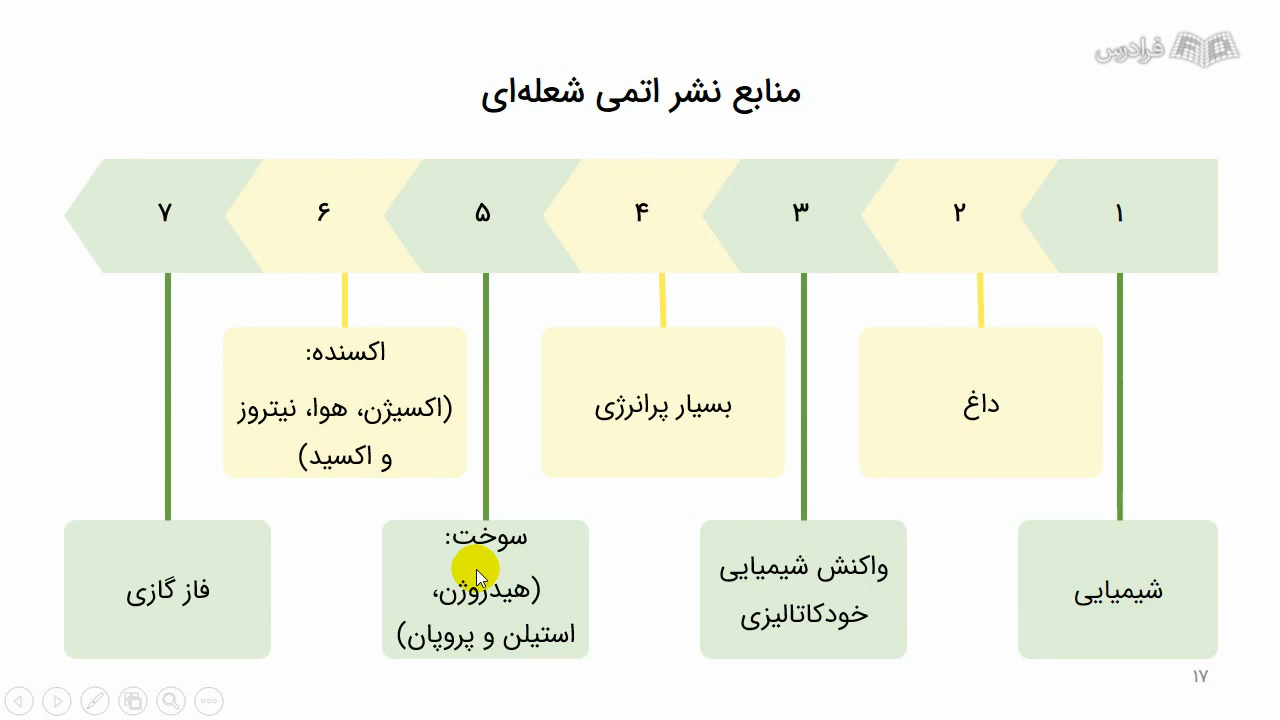 فرادرس
منابع نشر اتمی شعله‌ای
۱
۲
۳
۴
۵
۶
۷
شیمیایی
داغ
واکنش شیمیایی
خودکاتالیزی
بسیار پرانرژی
سوخت:
(هیدروژن،
استیلن و پروپان)
اکسنده:
(اکسیژن، هوا، نیتروز
و اکسید)
فاز گازی
۱۷